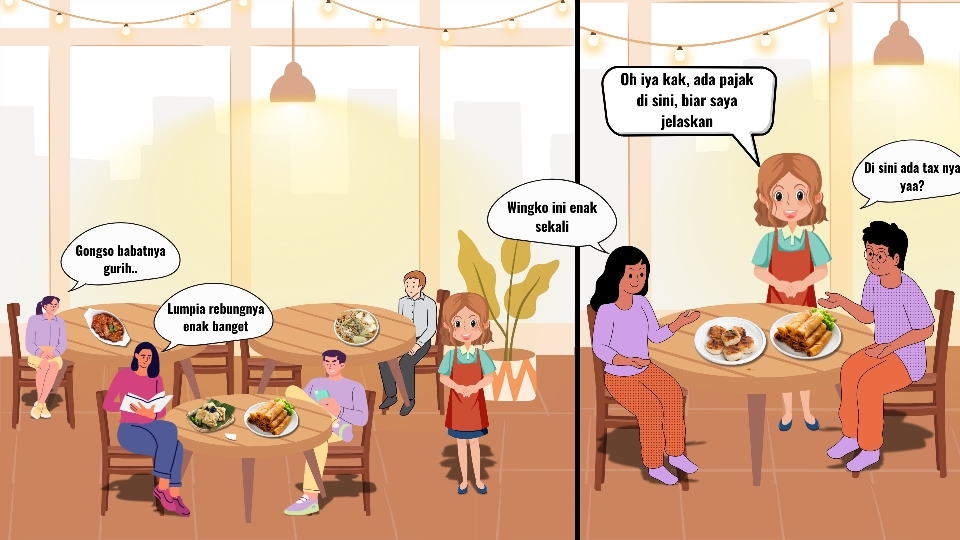 Gongso babatnya
gurih..
Lumpia rebungnya
enak banget
Wingko ini enak
sekali
Oh iya kak, ada pajak
di sini, biar saya
jelaskan
Di sini ada tax nya
yaa?